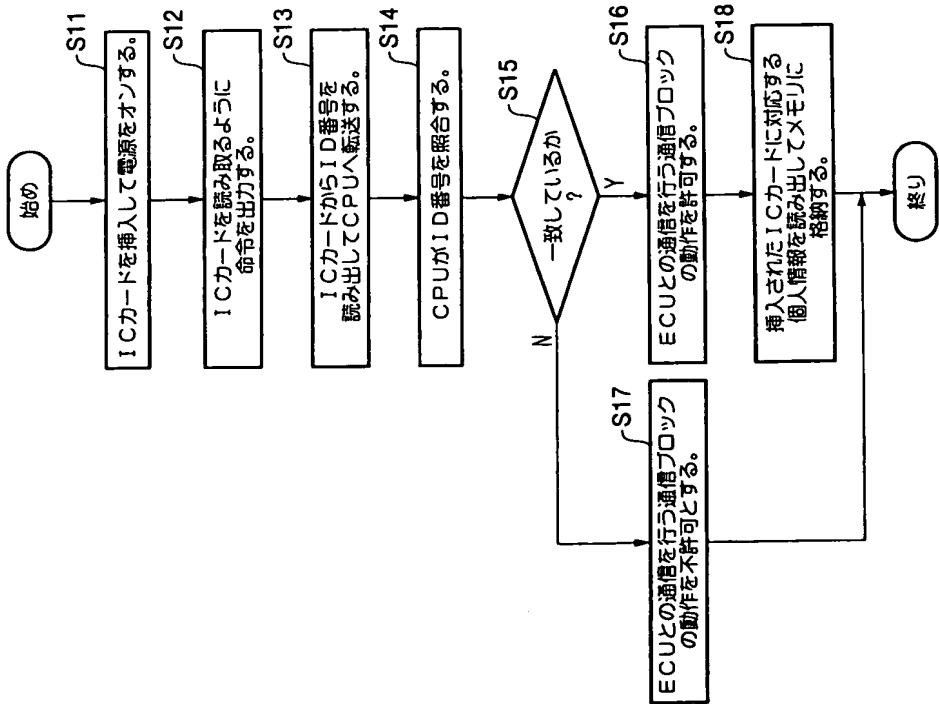 始め
S11
ICカードを挿入して電源をオンする。
S12
ICカードを読み取るように
命令を出力する。
S13
ICカードからID番号を
読み出してCPUへ転送する。
S14
CPUがID番号を照合する。
S15
一致しているか
?
N
Y
S16
ECUとの通信を行う通信ブロック
の動作を許可する。
S17
ECUとの通信を行う通信ブロック
の動作を不許可とする。
S18
挿入されたICカードに対応する
個人情報を読み出してメモリに
格納する。
終り